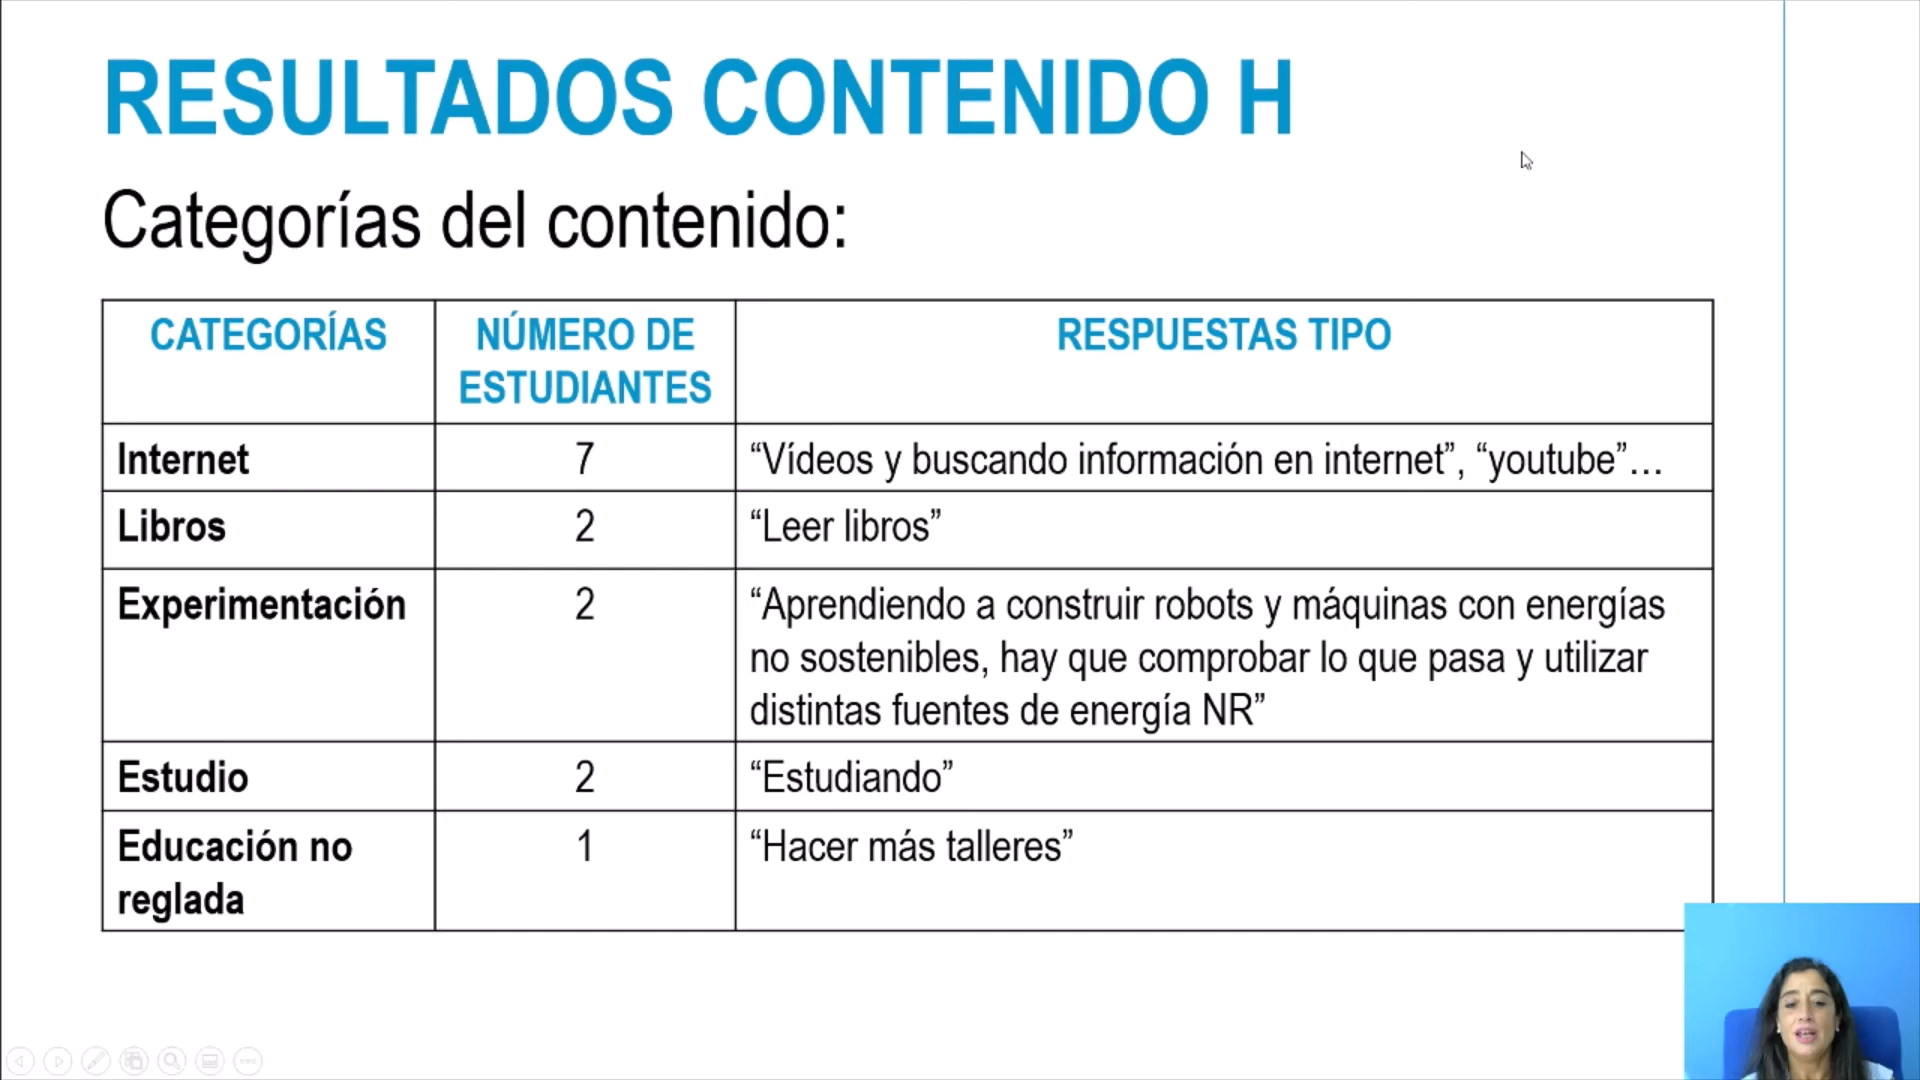 RESULTADOS CONTENIDO H
Categorías del contenido:
CATEGORÍAS
NÚMERO DE
ESTUDIANTES
RESPUESTAS TIPO
Internet
7
“Vídeos y buscando información en internet”, “youtube”…
Libros
2
“Leer libros”
Experimentación
2
“Aprendiendo a construir robots y máquinas con energías
no sostenibles, hay que comprobar lo que pasa y utilizar
distintas fuentes de energía NR”
Estudio
2
“Estudiando”
Educación no
reglada
1
“Hacer más talleres”